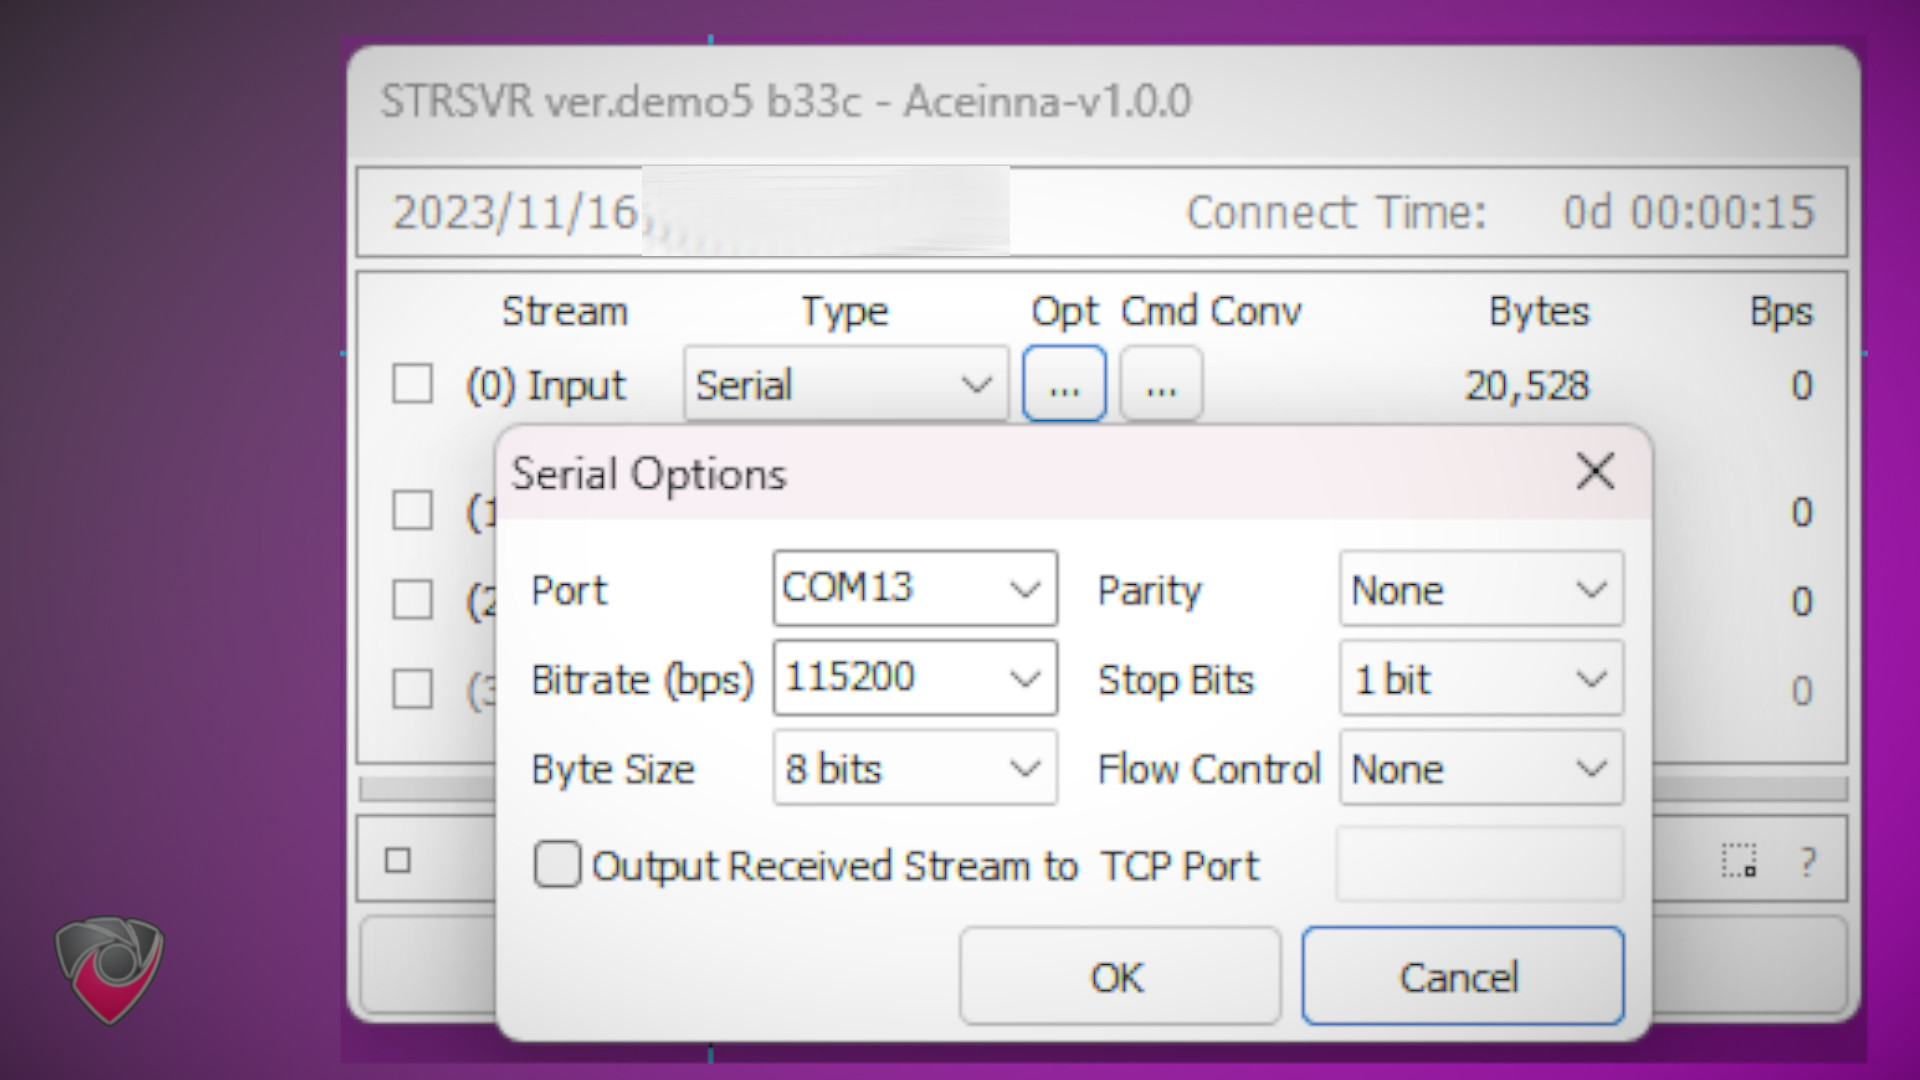 STRSVR ver.demo5 b33c - Aceinna-v1.0.0
2023/11/16 Connect Time: 0d 00:00:15
Stream Type Opt Cmd Conv Bytes Bps
(0) Input Serial ... ... 20,528 0
Serial Options
(1 0
Port COM13 Parity None
(2 0
Bitrate (bps) 115200 Stop Bits 1 bit
(3 0
Byte Size 8 bits Flow Control None
Output Received Stream to TCP Port
?
OK Cancel